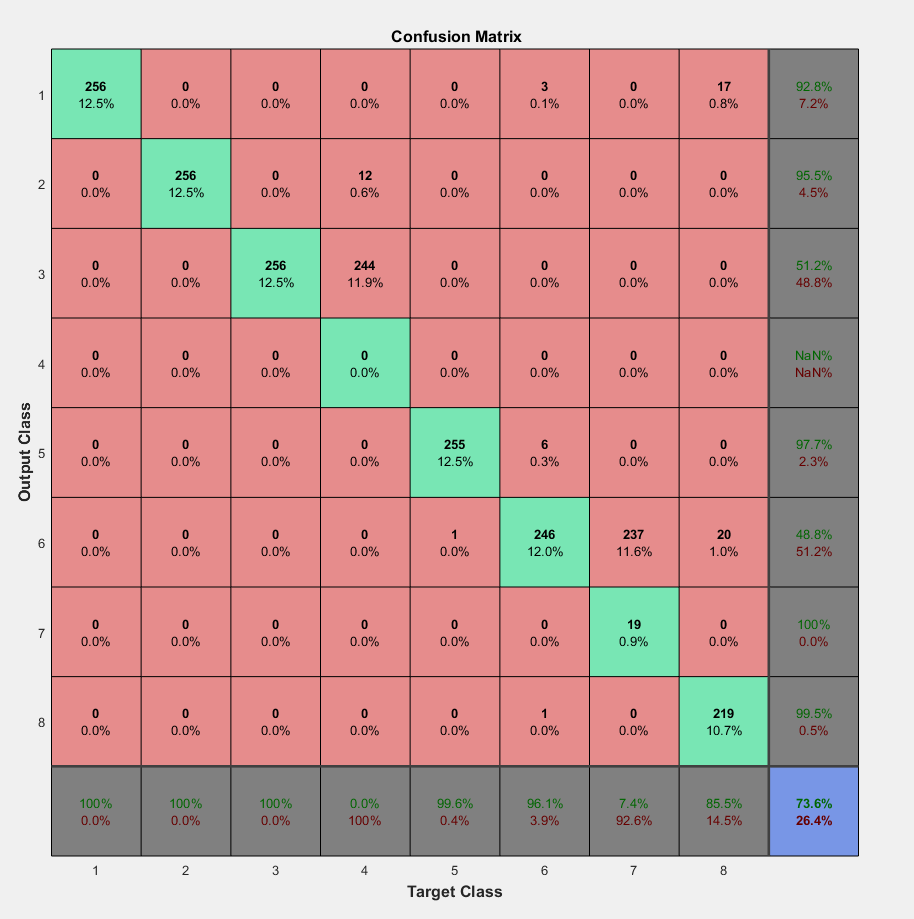 Confusion Matrix
1 256 0 0 0 0 3 0 17 92.8%
12.5% 0.0% 0.0% 0.0% 0.0% 0.1% 0.0% 0.8% 7.2%
2 0 256 0 12 0 0 0 0 95.5%
0.0% 12.5% 0.0% 0.6% 0.0% 0.0% 0.0% 0.0% 4.5%
3 0 0 256 244 0 0 0 0 51.2%
0.0% 0.0% 12.5% 11.9% 0.0% 0.0% 0.0% 0.0% 48.8%
4 0 0 0 0 0 0 0 0 NaN%
0.0% 0.0% 0.0% 0.0% 0.0% 0.0% 0.0% 0.0% NaN%
5 0 0 0 0 255 6 0 0 97.7%
0.0% 0.0% 0.0% 0.0% 12.5% 0.3% 0.0% 0.0% 2.3%
6 0 0 0 0 1 246 237 20 48.8%
0.0% 0.0% 0.0% 0.0% 0.0% 12.0% 11.6% 1.0% 51.2%
7 0 0 0 0 0 0 19 0 100%
0.0% 0.0% 0.0% 0.0% 0.0% 0.0% 0.9% 0.0% 0.0%
8 0 0 0 0 0 1 0 219 99.5%
0.0% 0.0% 0.0% 0.0% 0.0% 0.0% 0.0% 10.7% 0.5%
100% 100% 100% 0.0% 99.6% 96.1% 7.4% 85.5% 73.6%
0.0% 0.0% 0.0% 100% 0.4% 3.9% 92.6% 14.5% 26.4%
1 2 3 4 5 6 7 8
Target Class
Output Class